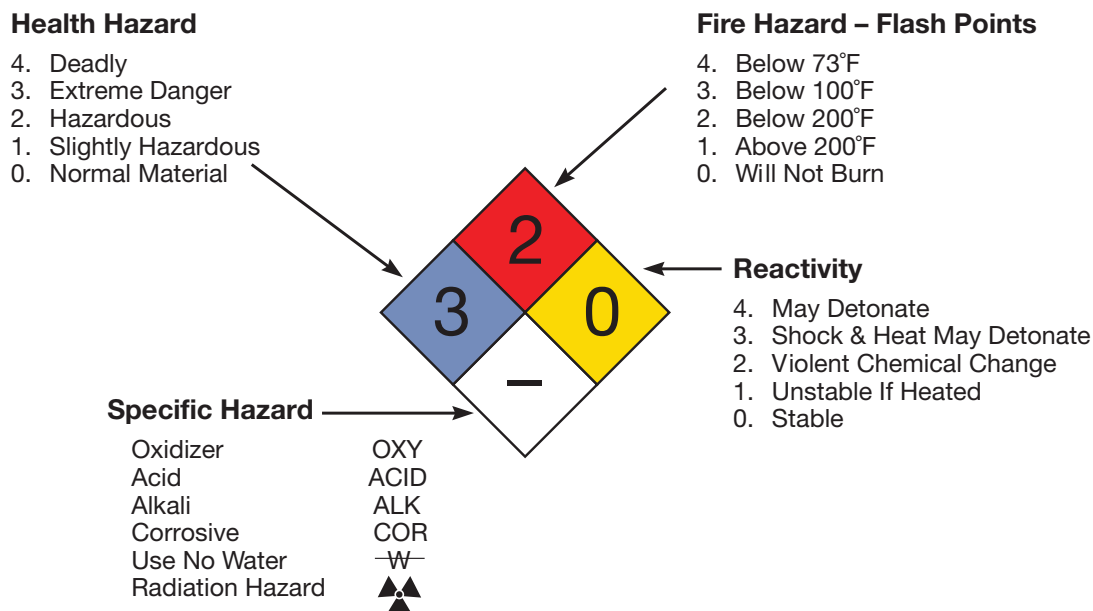 Health Hazard
4. Deadly
3. Extreme Danger
2. Hazardous
1. Slightly Hazardous
0. Normal Material
Fire Hazard – Flash Points
4. Below 73°F
3. Below 100°F
2. Below 200°F
1. Above 200°F
0. Will Not Burn
2
3
0
–
Reactivity
4. May Detonate
3. Shock & Heat May Detonate
2. Violent Chemical Change
1. Unstable If Heated
0. Stable
Specific Hazard
Oxidizer OXY
Acid ACID
Alkali ALK
Corrosive COR
Use No Water W
Radiation Hazard